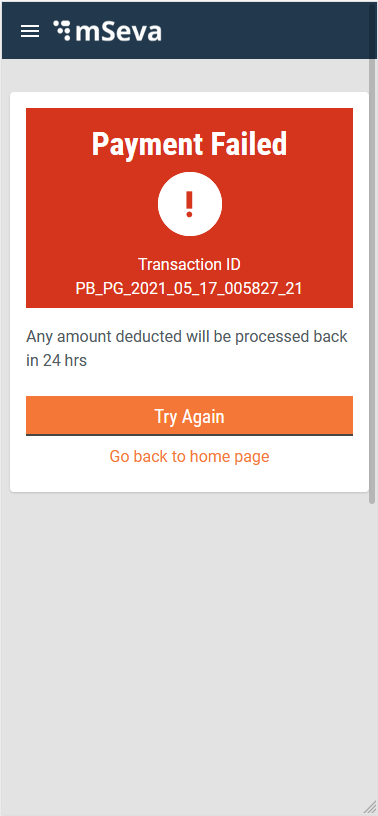 mSeva
Payment Failed
!
Transaction ID
PB_PG_2021_05_17_005827_21
Any amount deducted will be processed back
in 24 hrs
Try Again
Go back to home page